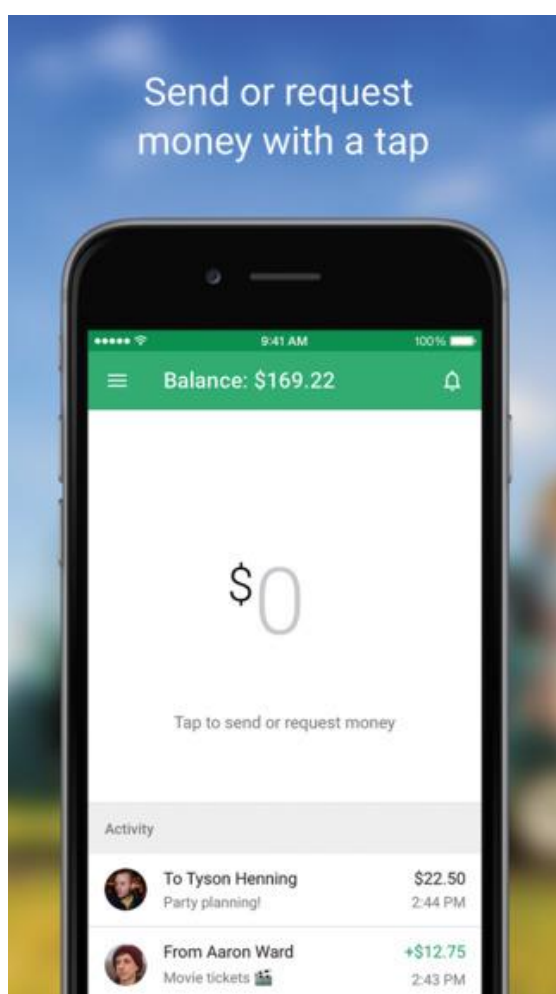 Send or request
money with a tap
9:41 AM 100%
Balance: $169.22
$0
Tap to send or request money
Activity
To Tyson Henning $22.50
Party planning! 2:44 PM
From Aaron Ward +$12.75
Movie tickets 🎬 2:43 PM